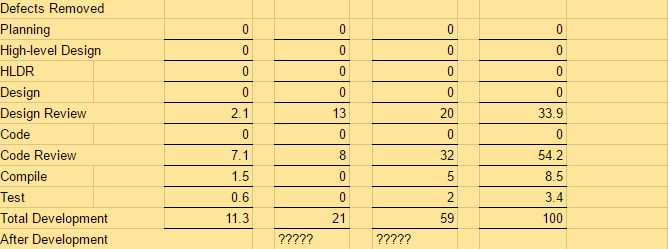 Defects Removed
Planning 0 0 0 0
High-level Design 0 0 0 0
HLDR 0 0 0 0
Design 0 0 0 0
Design Review 2.1 13 20 33.9
Code 0 0 0 0
Code Review 7.1 8 32 54.2
Compile 1.5 0 5 8.5
Test 0.6 0 2 3.4
Total Development 11.3 21 59 100
After Development ????? ?????